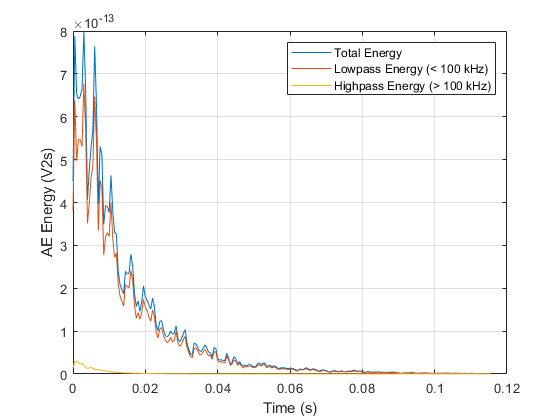 ×10^-13
8
7
6
5
4
3
2
1
0
AE Energy (V2s)
Total Energy
Lowpass Energy (< 100 kHz)
Highpass Energy (> 100 kHz)
0 0.02 0.04 0.06 0.08 0.1 0.12
Time (s)